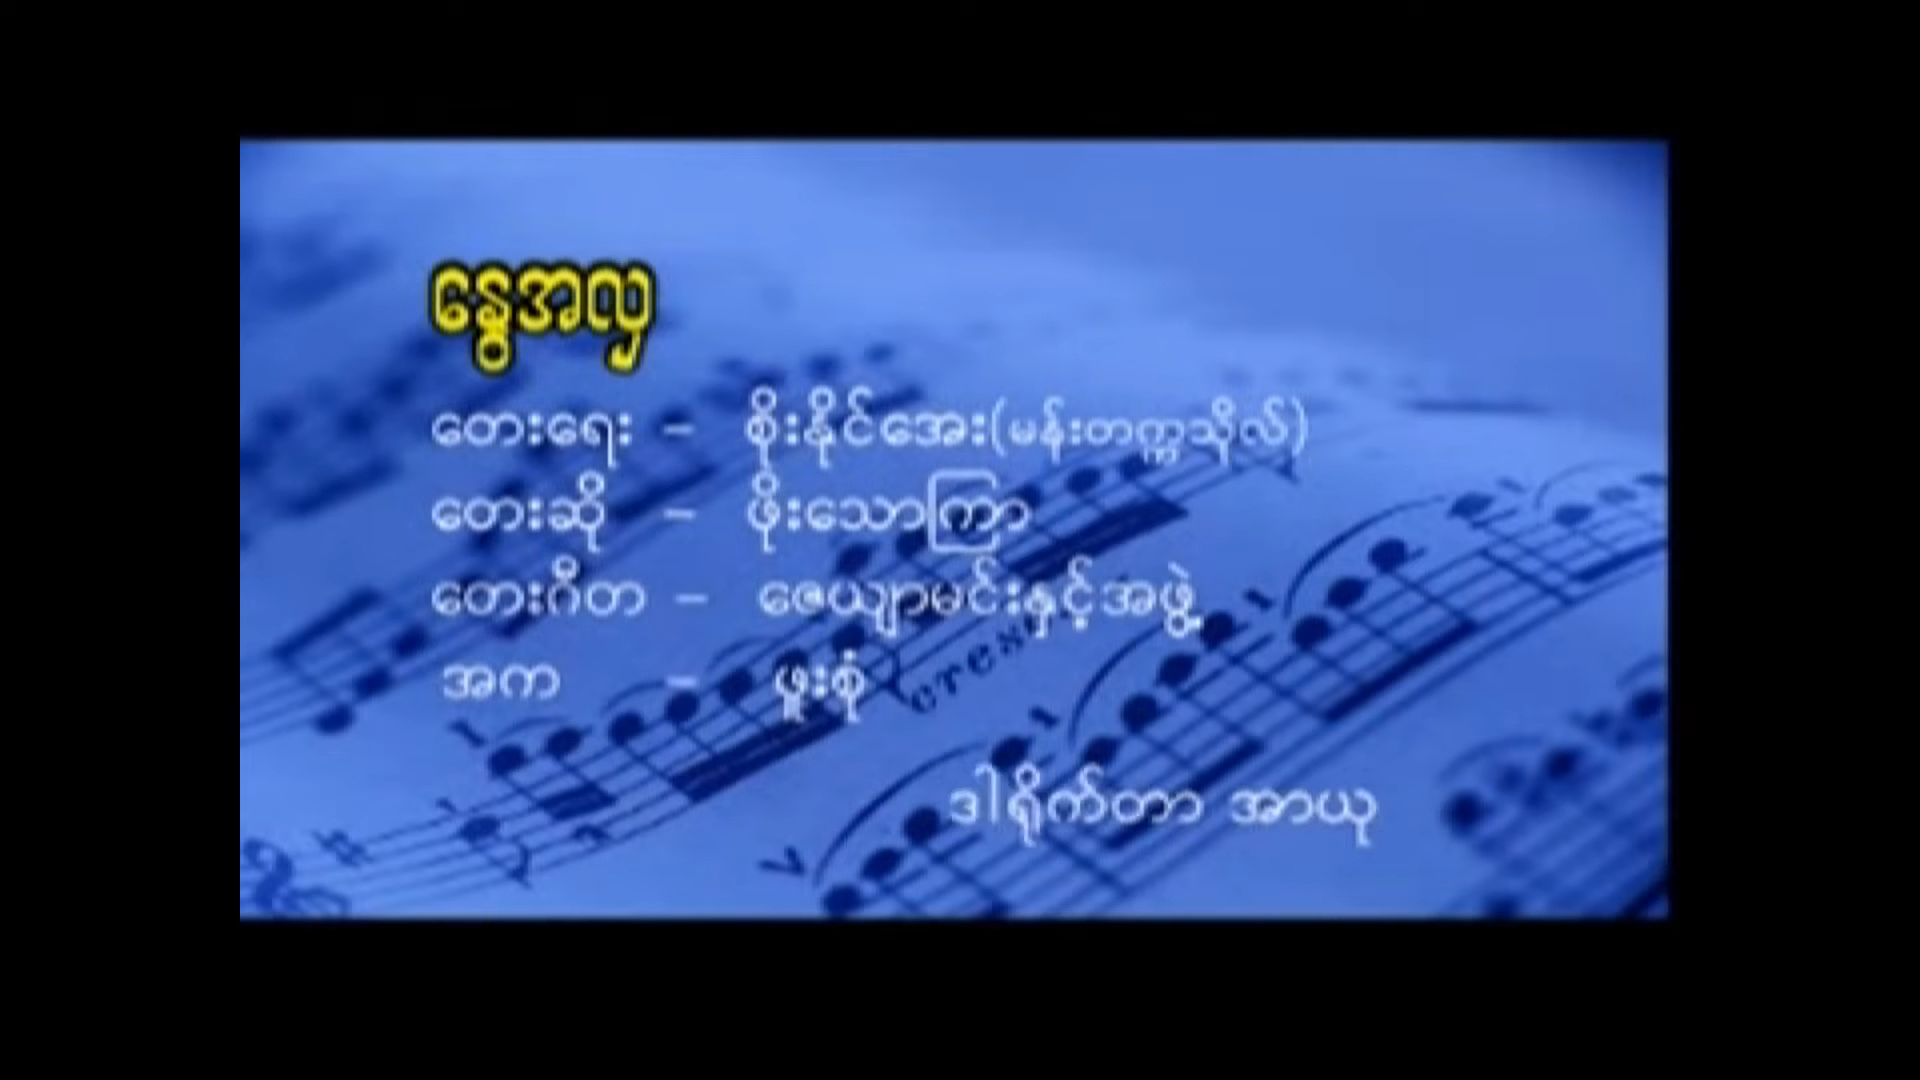 နွေအလှ
တေးရေး - စိုးနိုင်အေး(မန်းတက္ကသိုလ်)
တေးဆို - ဖိုးသောကြာ
တေးဂီတ - ဇေယျာမင်းနှင့်အဖွဲ့
အက - ဖူးစုံ
ဒါရိုက်တာ အာယု
cresc